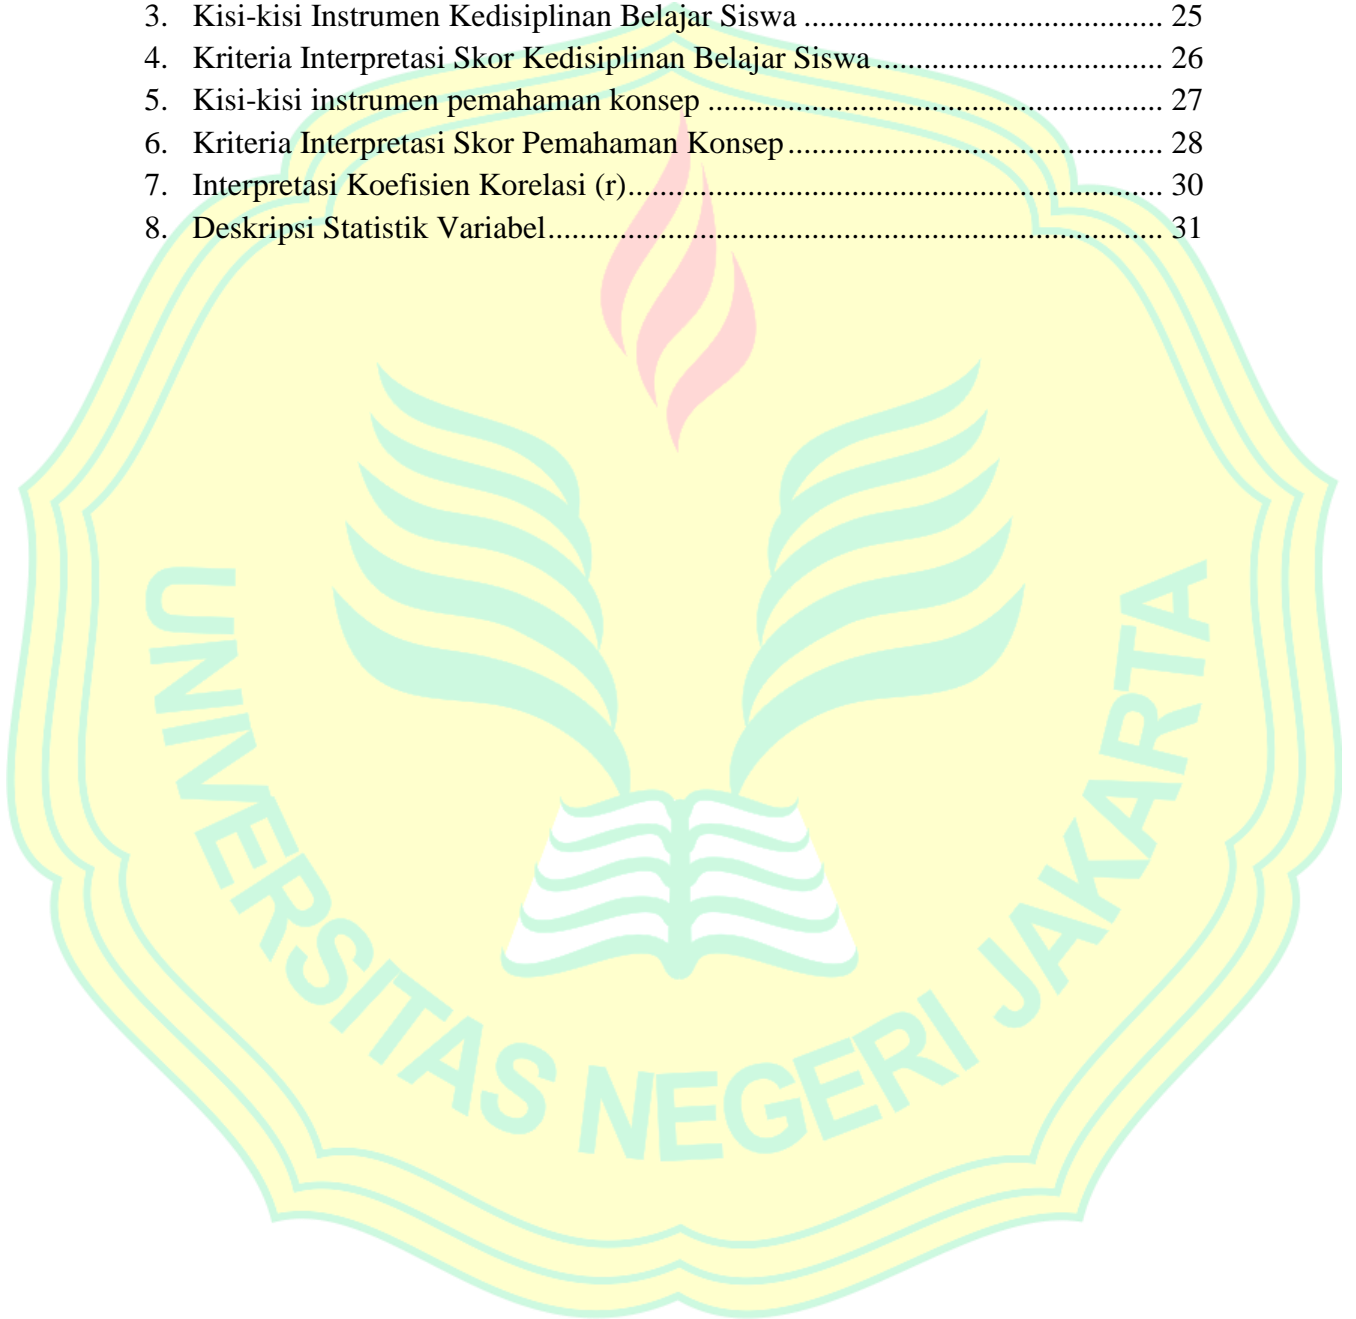 3. Kisi-kisi Instrumen Kedisiplinan Belajar Siswa ............................................. 25
4. Kriteria Interpretasi Skor Kedisiplinan Belajar Siswa .................................... 26
5. Kisi-kisi instrumen pemahaman konsep ......................................................... 27
6. Kriteria Interpretasi Skor Pemahaman Konsep ............................................... 28
7. Interpretasi Koefisien Korelasi (r) ................................................................... 30
8. Deskripsi Statistik Variabel ............................................................................. 31
UNIVERSITAS NEGERI JAKARTA